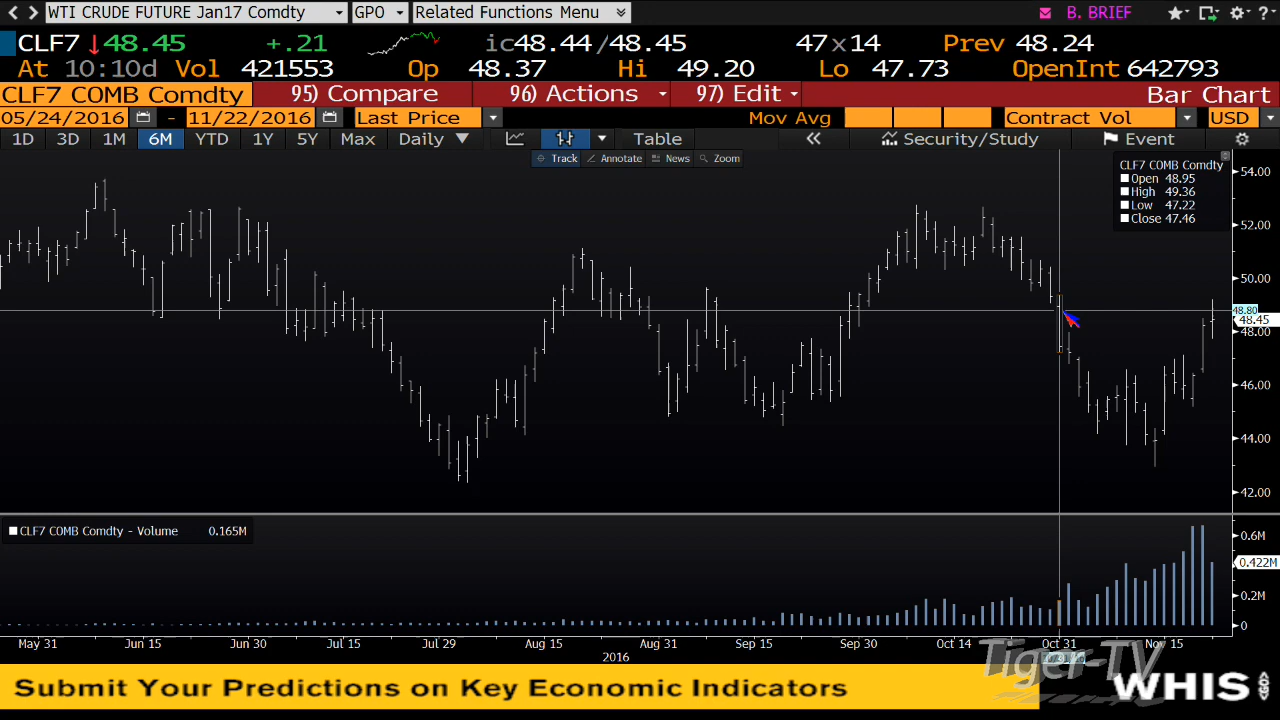 WTI CRUDE FUTURE Jan17 Comdty GPO Related Functions Menu B. BRIEF
CLF7 ↓48.45 +.21 ic48.44 /48.45 47x14 Prev 48.24
At 10:10d Vol 421553 Op 48.37 Hi 49.20 Lo 47.73 OpenInt 642793
CLF7 COMB Comdty 95) Compare 96) Actions 97) Edit Bar Chart
05/24/2016 - 11/22/2016 Last Price Mov Avg Contract Vol USD
1D 3D 1M 6M YTD 1Y 5Y Max Daily ▼ Table « Security/Study Event
Track Annotate News Zoom
CLF7 COMB Comdty
Open 48.95
High 49.36
Low 47.22
Close 47.46
54.00
52.00
50.00
48.80
48.45
48.00
46.00
44.00
42.00
CLF7 COMB Comdty - Volume 0.165M
0.6M
0.422M
0.2M
0
May 31 Jun 15 Jun 30 Jul 15 Jul 29 Aug 15 Aug 31 Sep 15 Sep 30 Oct 14 Oct 31 Nov 15
2016
Tiger-TV
Submit Your Predictions on Key Economic Indicators WHIS